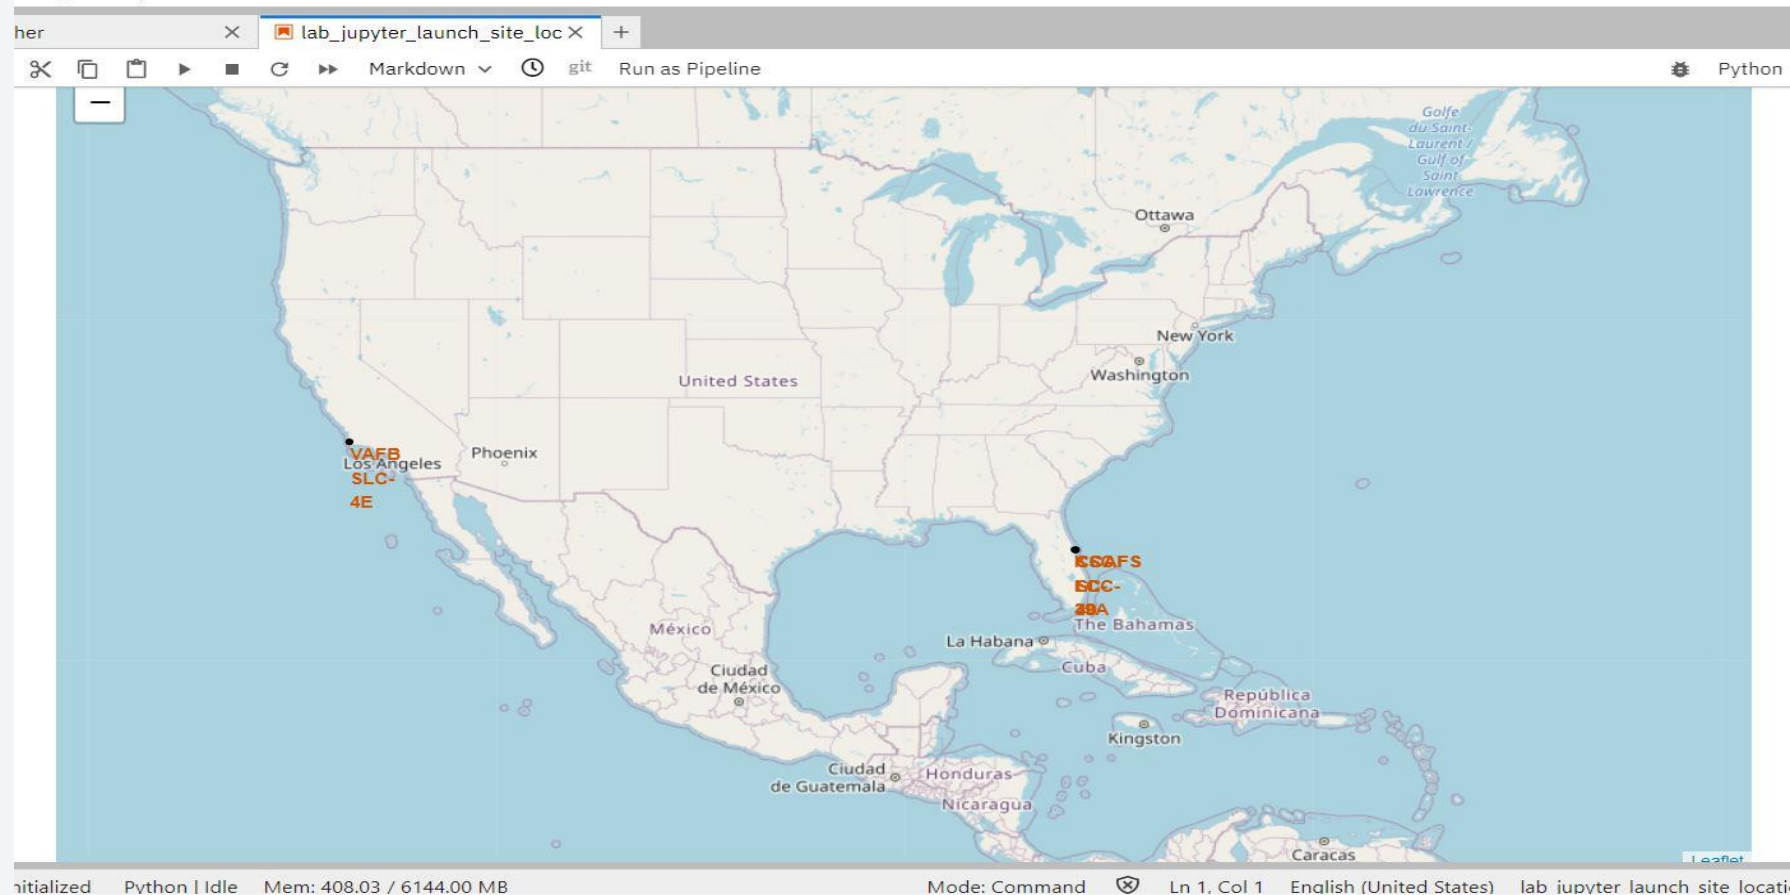 her
lab_jupyter_launch_site_loc
Markdown
git
Run as Pipeline
Python
Golfe
du Saint-
Laurent /
Gulf of
Saint
Lawrence
Ottawa
New York
Washington
United States
VAFB
SLC-
4E
Los Angeles
Phoenix
The Bahamas
La Habana
Cuba
México
Ciudad
de México
República
Dominicana
Kingston
Ciudad
de Guatemala
Honduras
Nicaragua
Caracas
Leaflet
nitialized
Python | Idle
Mem: 408.03 / 6144.00 MB
Mode: Command
Ln 1, Col 1
English (United States)
lab_jupyter_launch_site_locati